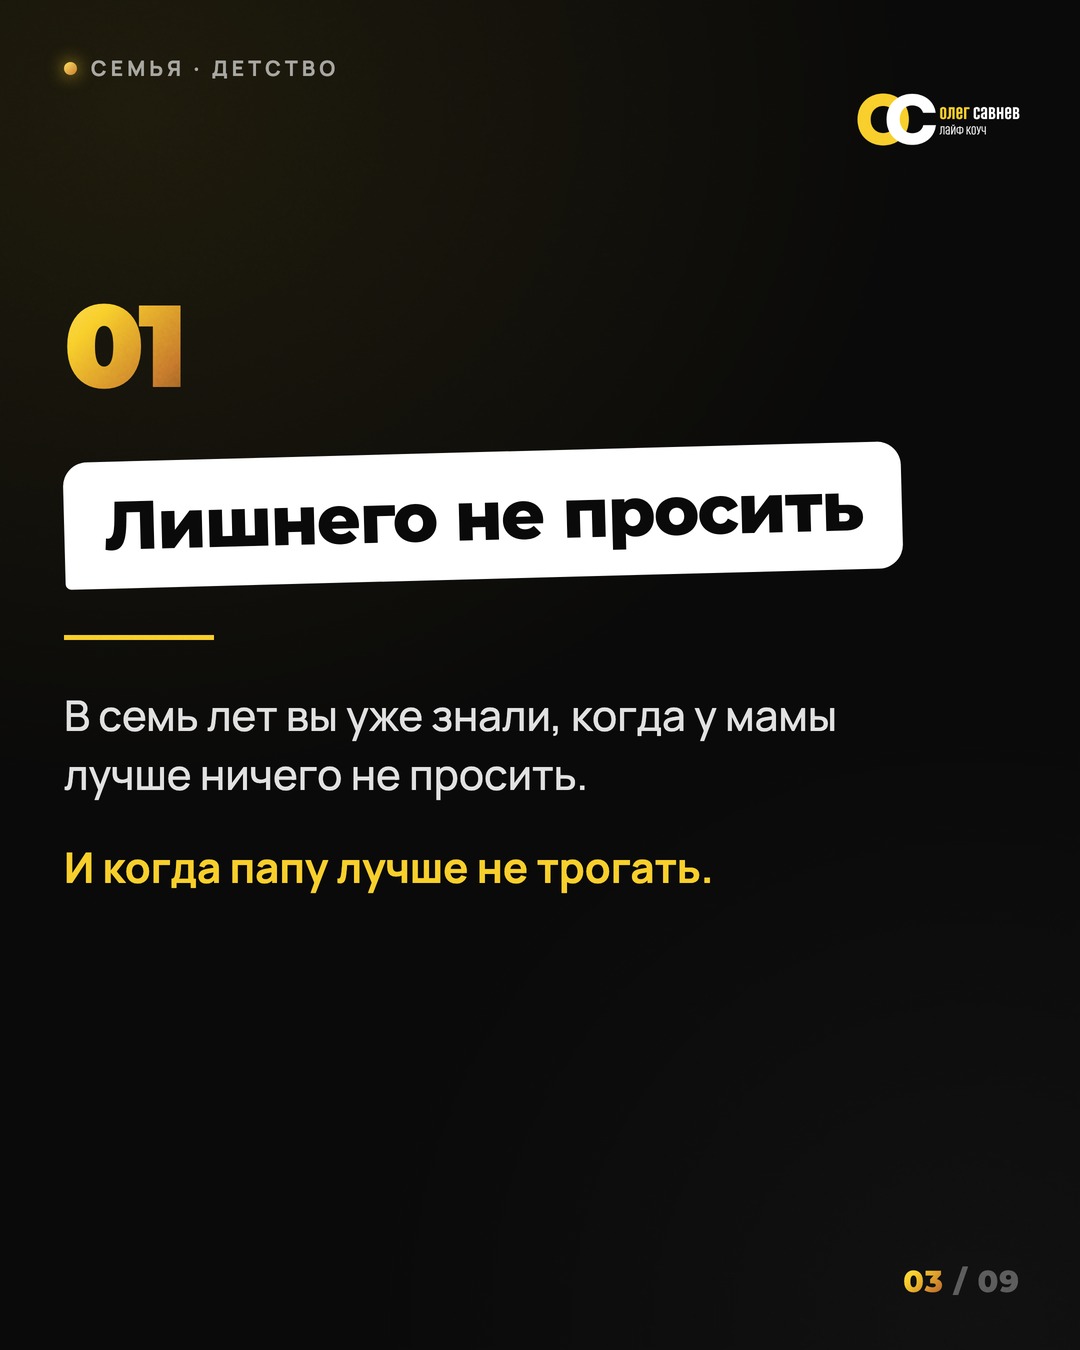 СЕМЬЯ · ДЕТСТВО
ОС
олег савнев
ЛАЙФ КОУЧ
01
Лишнего не просить
В семь лет вы уже знали, когда у мамы
лучше ничего не просить.
И когда папу лучше не трогать.
03 / 09